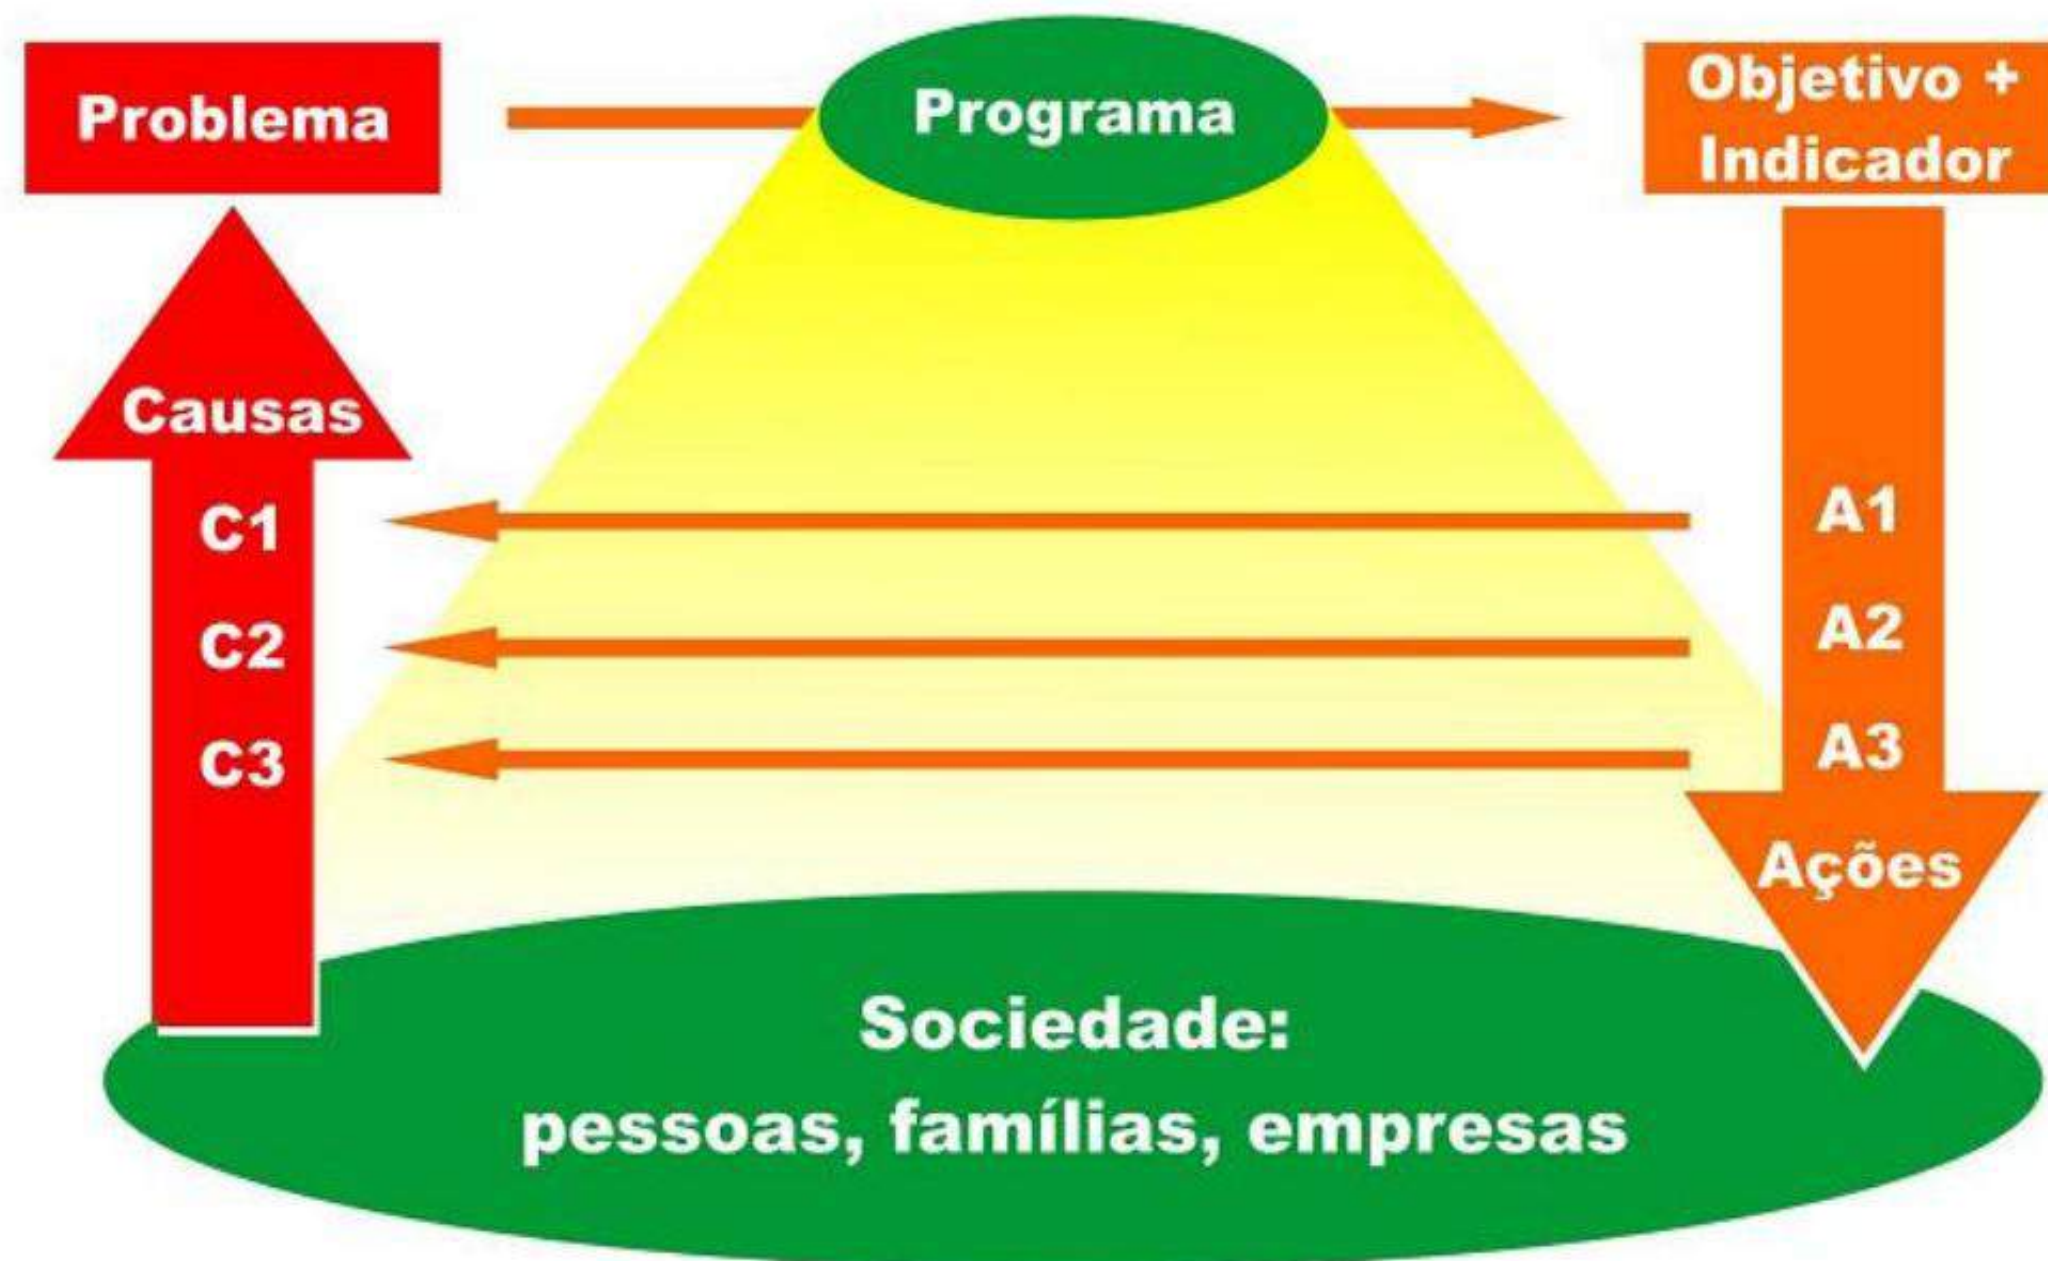 Problema
Programa
Objetivo +
Indicador
Causas
C1
C2
C3
A1
A2
A3
Ações
Sociedade:
pessoas, famílias, empresas